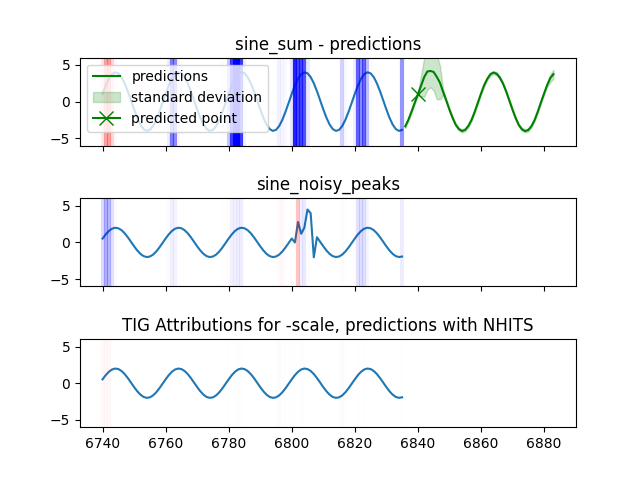 sine_sum - predictions
5
0
−5
predictions
standard deviation
predicted point
sine_noisy_peaks
5
0
−5
TIG Attributions for -scale, predictions with NHITS
5
0
−5
6740 6760 6780 6800 6820 6840 6860 6880